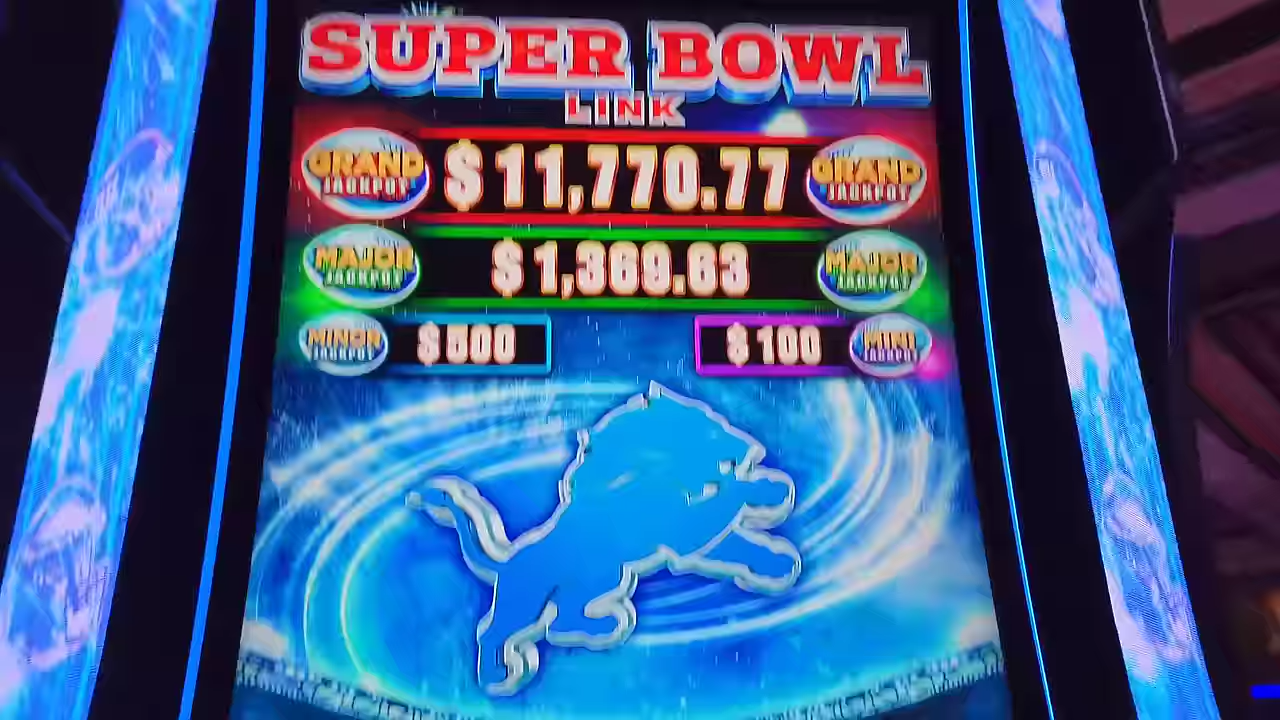 SUPER BOWL
LINK
GRAND JACKPOT $11,770.77 GRAND JACKPOT
MAJOR JACKPOT $1,369.63 MAJOR JACKPOT
MINOR JACKPOT $500 $100 MINI JACKPOT